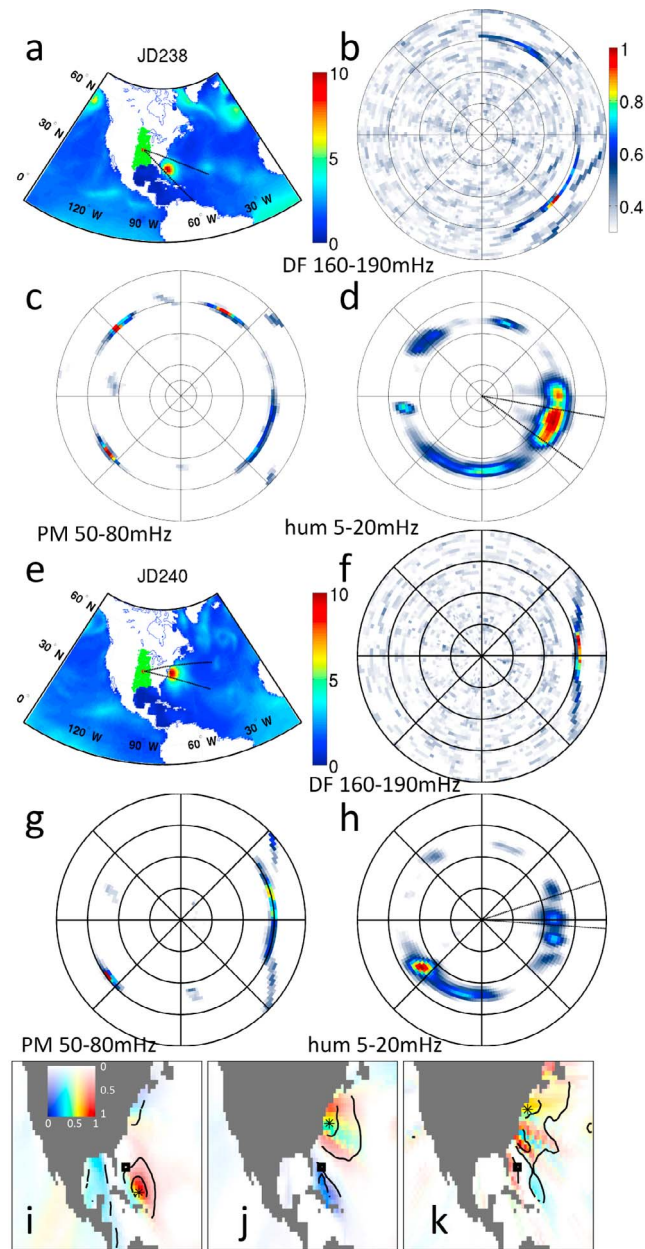 a
JD238
60° N
30° N
0°
120° W
90° W
60° W
30° W
10
5
0
b
1
0.8
0.6
0.4
DF 160-190mHz
c
d
PM 50-80mHz
hum 5-20mHz
e
JD240
60° N
30° N
0°
120° W
90° W
60° W
30° W
10
5
0
f
DF 160-190mHz
g
h
PM 50-80mHz
hum 5-20mHz
0
0.5
1
0 0.5 1
i
j
k